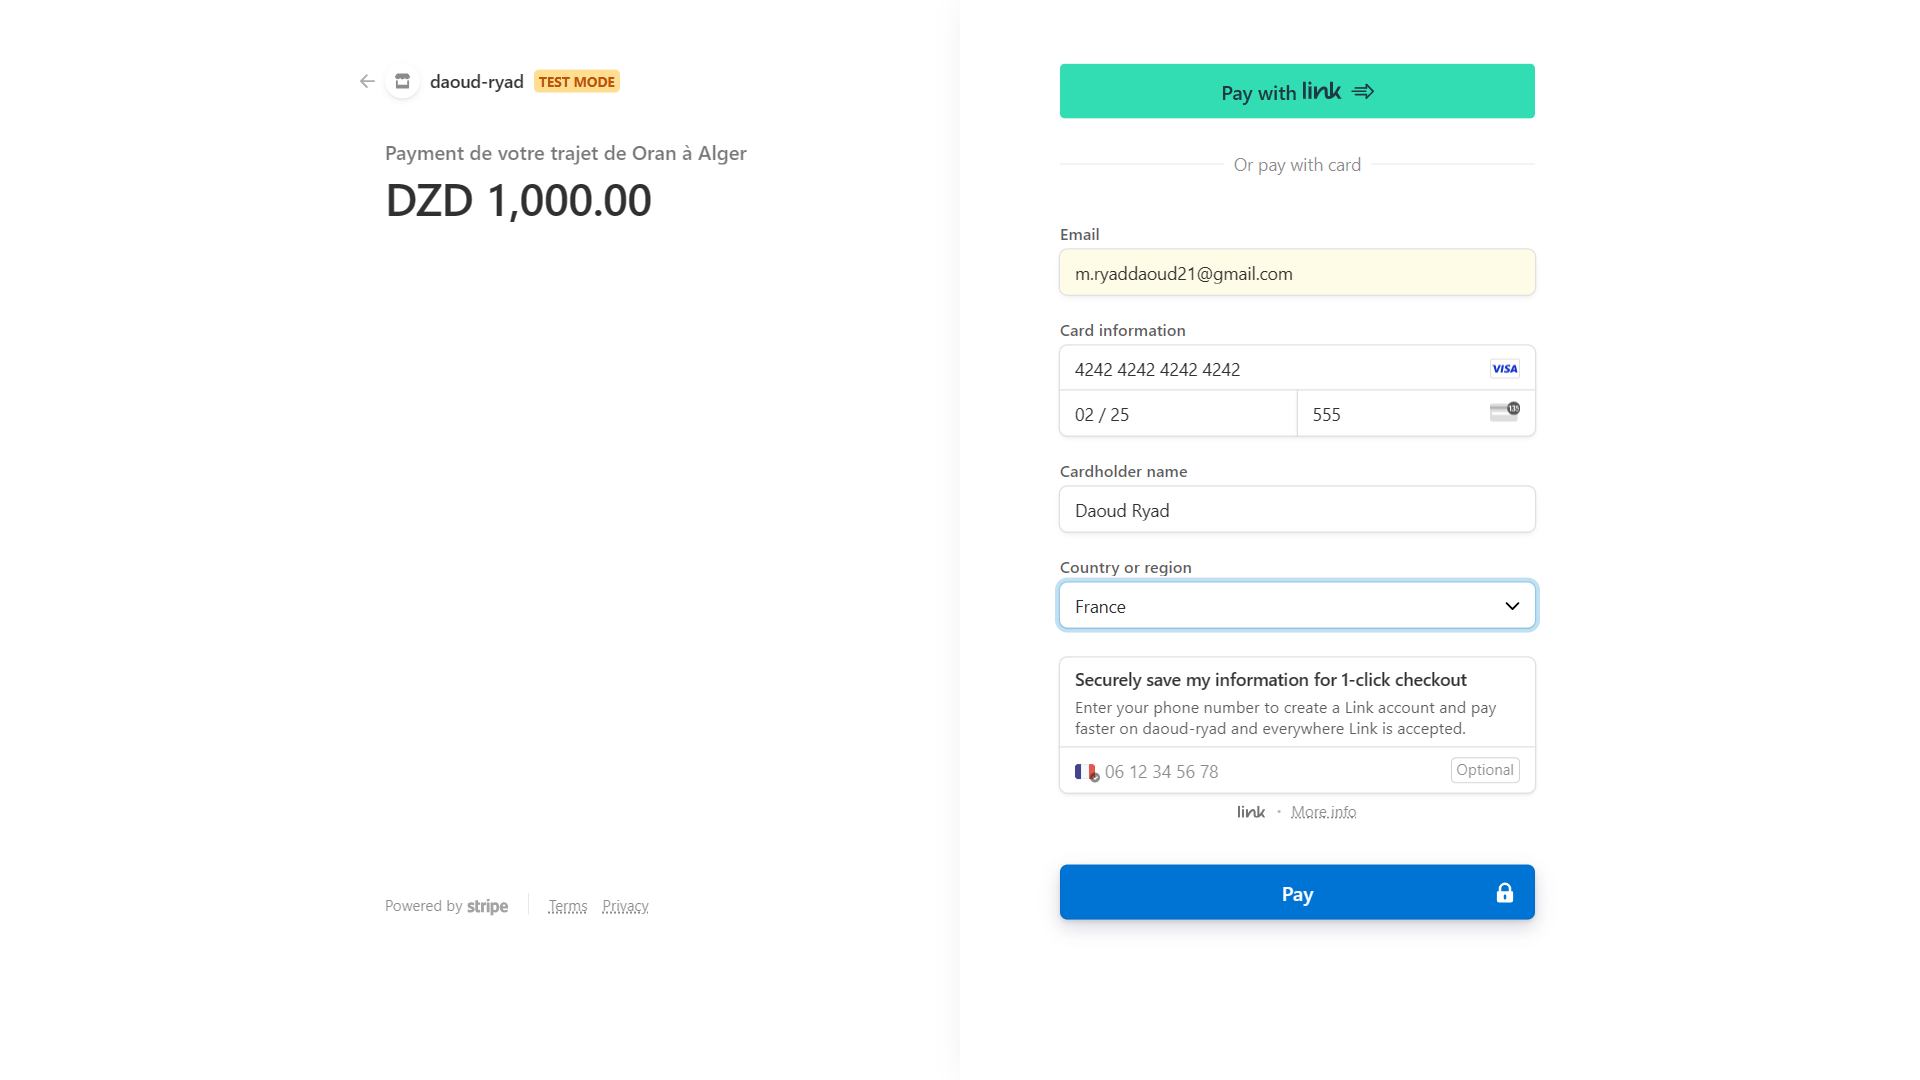 daoud-ryad TEST MODE
Payment de votre trajet de Oran à Alger
DZD 1,000.00
Powered by stripe Terms Privacy
Pay with link
Or pay with card
Email
m.ryaddaoud21@gmail.com
Card information
4242 4242 4242 4242 VISA
02 / 25 555 135
Cardholder name
Daoud Ryad
Country or region
France
Securely save my information for 1-click checkout
Enter your phone number to create a Link account and pay
faster on daoud-ryad and everywhere Link is accepted.
06 12 34 56 78 Optional
link · More info
Pay